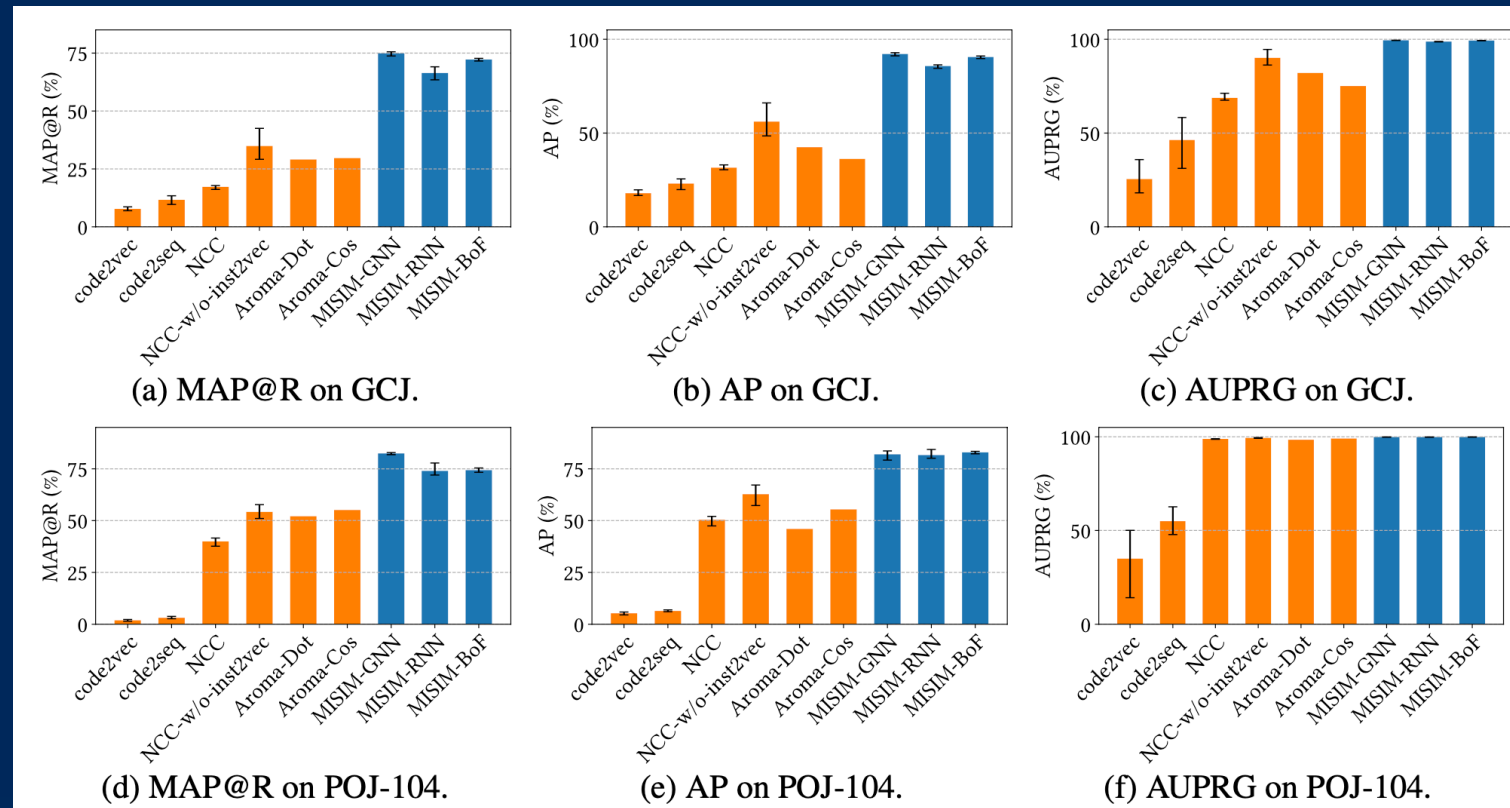 MAP@R (%)
75
50
25
0
code2vec
code2seq
NCC
NCC-w/o-inst2vec
Aroma-Dot
Aroma-Cos
MISIM-GNN
MISIM-RNN
MISIM-BoF
(a) MAP@R on GCJ.
AP (%)
100
50
0
code2vec
code2seq
NCC
NCC-w/o-inst2vec
Aroma-Dot
Aroma-Cos
MISIM-GNN
MISIM-RNN
MISIM-BoF
(b) AP on GCJ.
AUPRG (%)
100
50
0
code2vec
code2seq
NCC
NCC-w/o-inst2vec
Aroma-Dot
Aroma-Cos
MISIM-GNN
MISIM-RNN
MISIM-BoF
(c) AUPRG on GCJ.
MAP@R (%)
75
50
25
0
code2vec
code2seq
NCC
NCC-w/o-inst2vec
Aroma-Dot
Aroma-Cos
MISIM-GNN
MISIM-RNN
MISIM-BoF
(d) MAP@R on POJ-104.
AP (%)
75
50
25
0
code2vec
code2seq
NCC
NCC-w/o-inst2vec
Aroma-Dot
Aroma-Cos
MISIM-GNN
MISIM-RNN
MISIM-BoF
(e) AP on POJ-104.
AUPRG (%)
100
50
0
code2vec
code2seq
NCC
NCC-w/o-inst2vec
Aroma-Dot
Aroma-Cos
MISIM-GNN
MISIM-RNN
MISIM-BoF
(f) AUPRG on POJ-104.